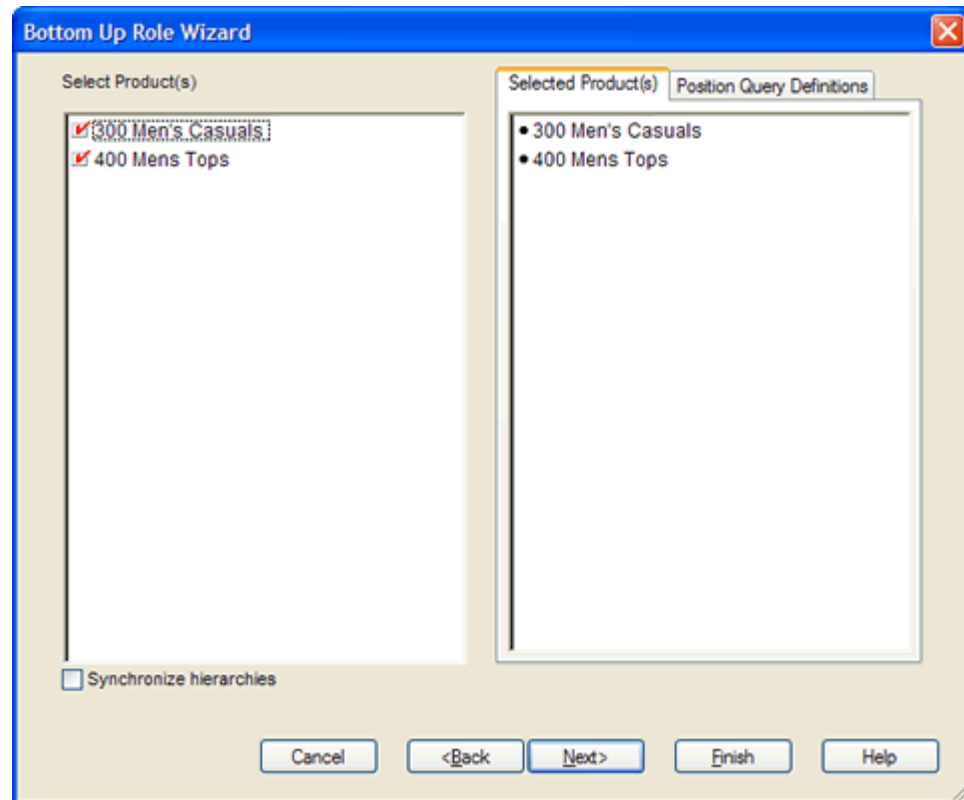 Bottom Up Role Wizard
Select Product(s)
Selected Product(s)
Position Query Definitions
300 Men's Casuals
400 Mens Tops
300 Men's Casuals
400 Mens Tops
Synchronize hierarchies
Cancel
<Back
Next>
Finish
Help